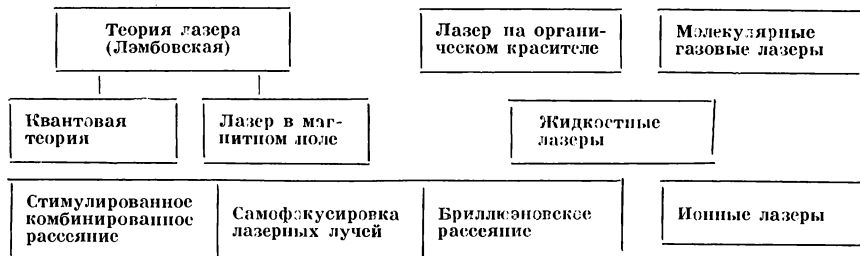 Теория лазера
(Лэмбовская)
Лазер на органи-
ческом красителе
Молекулярные
газовые лазеры
Квантовая
теория
Лазер в маг-
нитном поле
Жидкостные
лазеры
Стимулированное
комбинированное
рассеяние
Самофокусировка
лазерных лучей
Бриллюэновское
рассеяние
Ионные лазеры